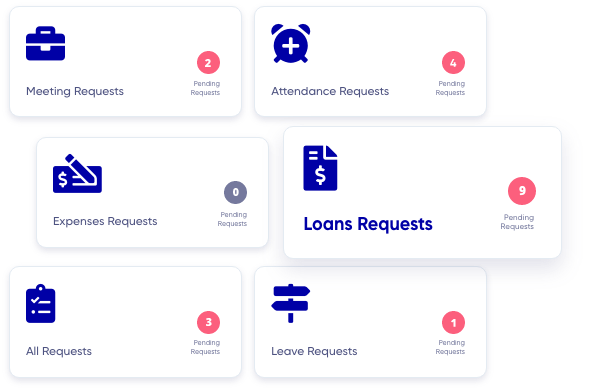 2
Pending
Requests
Meeting Requests
4
Pending
Requests
Attendance Requests
$
0
Pending
Requests
Expenses Requests
$
9
Pending
Requests
Loans Requests
3
Pending
Requests
All Requests
1
Pending
Requests
Leave Requests